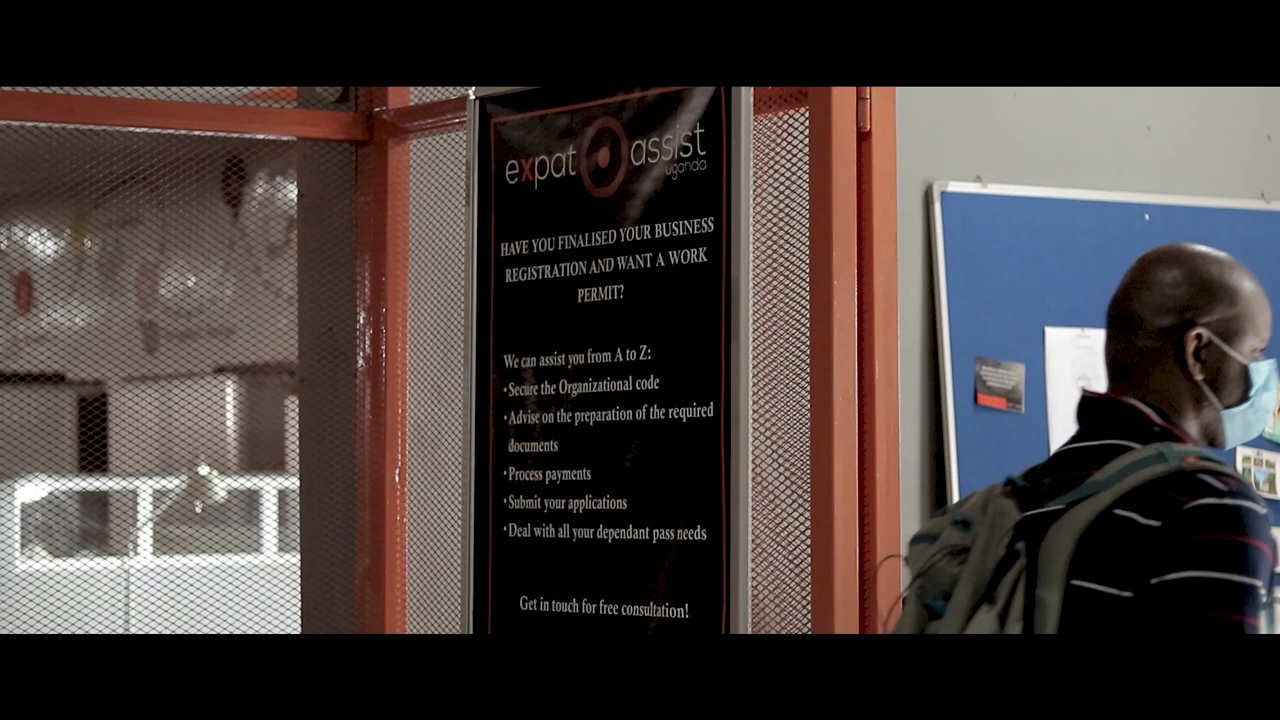 expat assist
uganda
HAVE YOU FINALISED YOUR BUSINESS
REGISTRATION AND WANT A WORK
PERMIT?
We can assist you from A to Z:
• Secure the Organizational code
• Advise on the preparation of the required
documents
• Process payments
• Submit your applications
• Deal with all your dependant pass needs
Get in touch for free consultation!